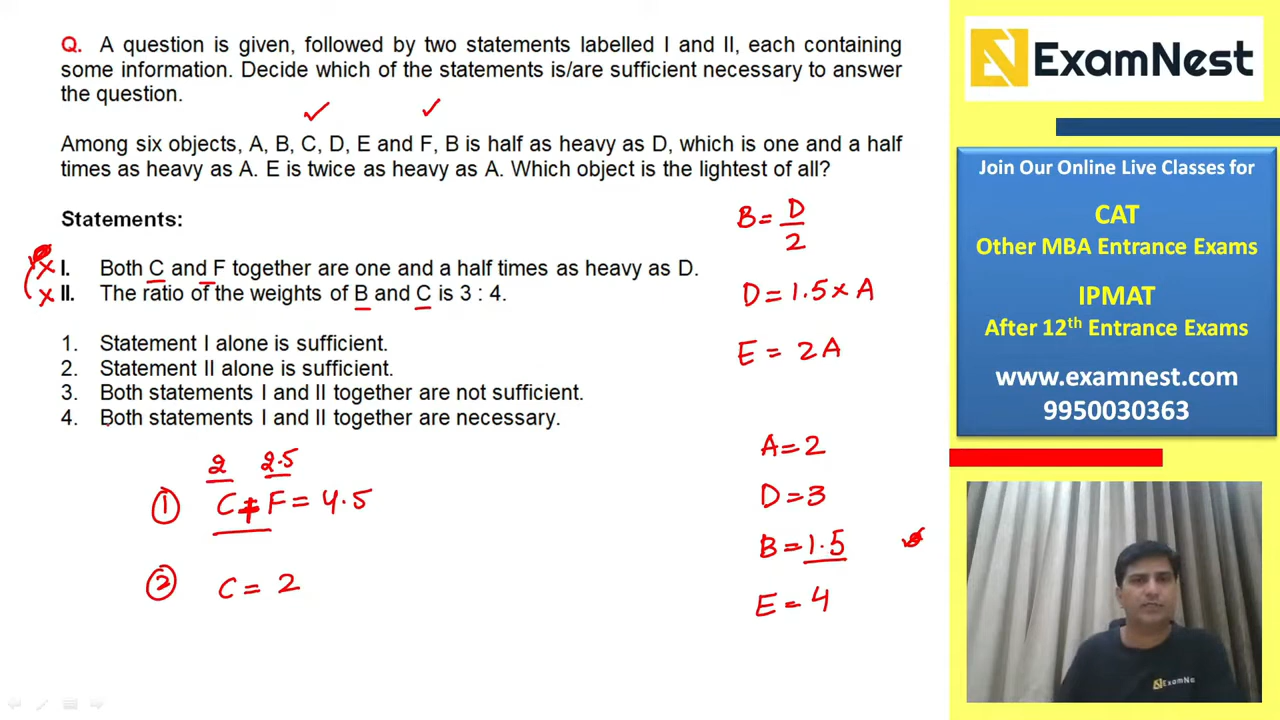 Q. A question is given, followed by two statements labelled I and II, each containing
some information. Decide which of the statements is/are sufficient necessary to answer
the question.
Among six objects, A, B, C, D, E and F, B is half as heavy as D, which is one and a half
times as heavy as A. E is twice as heavy as A. Which object is the lightest of all?
Statements:
I. Both C and F together are one and a half times as heavy as D.
II. The ratio of the weights of B and C is 3 : 4.
1. Statement I alone is sufficient.
2. Statement II alone is sufficient.
3. Both statements I and II together are not sufficient.
4. Both statements I and II together are necessary.
2 2.5
① C + F = 4.5
② C = 2
B = D
2
D = 1.5 × A
E = 2A
A = 2
D = 3
B = 1.5
E = 4
ExamNest
Join Our Online Live Classes for
CAT
Other MBA Entrance Exams
IPMAT
After 12th Entrance Exams
www.examnest.com
9950030363
ExamNes